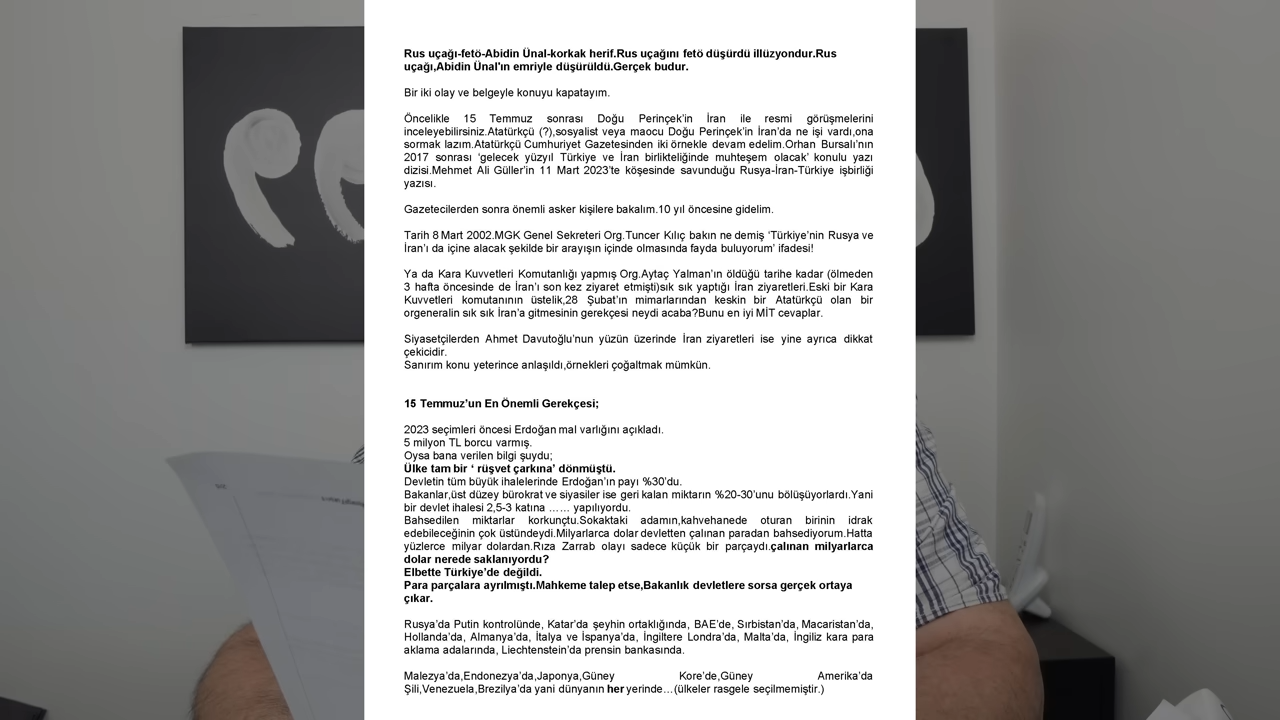 Rus uçağı-fetö-Abidin Ünal-korkak herif.Rus uçağını fetö düşürdü illüzyondur.Rus
uçağı,Abidin Ünal'ın emriyle düşürüldü.Gerçek budur.
Bir iki olay ve belgeyle konuyu kapatayım.
Öncelikle 15 Temmuz sonrası Doğu Perinçek'in İran ile resmi görüşmelerini
inceleyebilirsiniz.Atatürkçü (?),sosyalist veya maocu Doğu Perinçek'in İran'da ne işi vardı,ona
sormak lazım.Atatürkçü Cumhuriyet Gazetesinden iki örnekle devam edelim.Orhan Bursalı'nın
2017 sonrası 'gelecek yüzyıl Türkiye ve İran birlikteliğinde muhteşem olacak' konulu yazı
dizisi.Mehmet Ali Güller'in 11 Mart 2023'te köşesinde savunduğu Rusya-İran-Türkiye işbirliği
yazısı.
Gazetecilerden sonra önemli asker kişilere bakalım.10 yıl öncesine gidelim.
Tarih 8 Mart 2002.MGK Genel Sekreteri Org.Tuncer Kılıç bakın ne demiş 'Türkiye'nin Rusya ve
İran'ı da içine alacak şekilde bir arayışın içinde olmasında fayda buluyorum' ifadesi!
Ya da Kara Kuvvetleri Komutanlığı yapmış Org.Aytaç Yalman'ın öldüğü tarihe kadar (ölmeden
3 hafta öncesinde de İran'ı son kez ziyaret etmişti)sık sık yaptığı İran ziyaretleri.Eski bir Kara
Kuvvetleri komutanının üstelik,28 Şubat'ın mimarlarından keskin bir Atatürkçü olan bir
orgeneralin sık sık İran'a gitmesinin gerekçesi neydi acaba?Bunu en iyi MİT cevaplar.
Siyasetçilerden Ahmet Davutoğlu'nun yüzün üzerinde İran ziyaretleri ise yine ayrıca dikkat
çekicidir.
Sanırım konu yeterince anlaşıldı,örnekleri çoğaltmak mümkün.
15 Temmuz'un En Önemli Gerekçesi;
2023 seçimleri öncesi Erdoğan mal varlığını açıkladı.
5 milyon TL borcu varmış.
Oysa bana verilen bilgi şuydu;
Ülke tam bir ' rüşvet çarkına' dönmüştü.
Devletin tüm büyük ihalelerinde Erdoğan'ın payı %30'du.
Bakanlar,üst düzey bürokrat ve siyasiler ise geri kalan miktarın %20-30'unu bölüşüyorlardı.Yani
bir devlet ihalesi 2,5-3 katına …… yapılıyordu.
Bahsedilen miktarlar korkunçtu.Sokaktaki adamın,kahvehanede oturan birinin idrak
edebileceğinin çok üstündeydi.Milyarlarca dolar devletten çalınan paradan bahsediyorum.Hatta
yüzlerce milyar dolardan.Rıza Zarrab olayı sadece küçük bir parçaydı.çalınan milyarlarca
dolar nerede saklanıyordu?
Elbette Türkiye'de değildi.
Para parçalara ayrılmıştı.Mahkeme talep etse,Bakanlık devletlere sorsa gerçek ortaya
çıkar.
Rusya'da Putin kontrolünde, Katar'da şeyhin ortaklığında, BAE'de, Sırbistan'da, Macaristan'da,
Hollanda'da, Almanya'da, İtalya ve İspanya'da, İngiltere Londra'da, Malta'da, İngiliz kara para
aklama adalarında, Liechtenstein'da prensin bankasında.
Malezya'da,Endonezya'da,Japonya,Güney Kore'de,Güney Amerika'da
Şili,Venezuela,Brezilya'da yani dünyanın her yerinde…(ülkeler rasgele seçilmemiştir.)